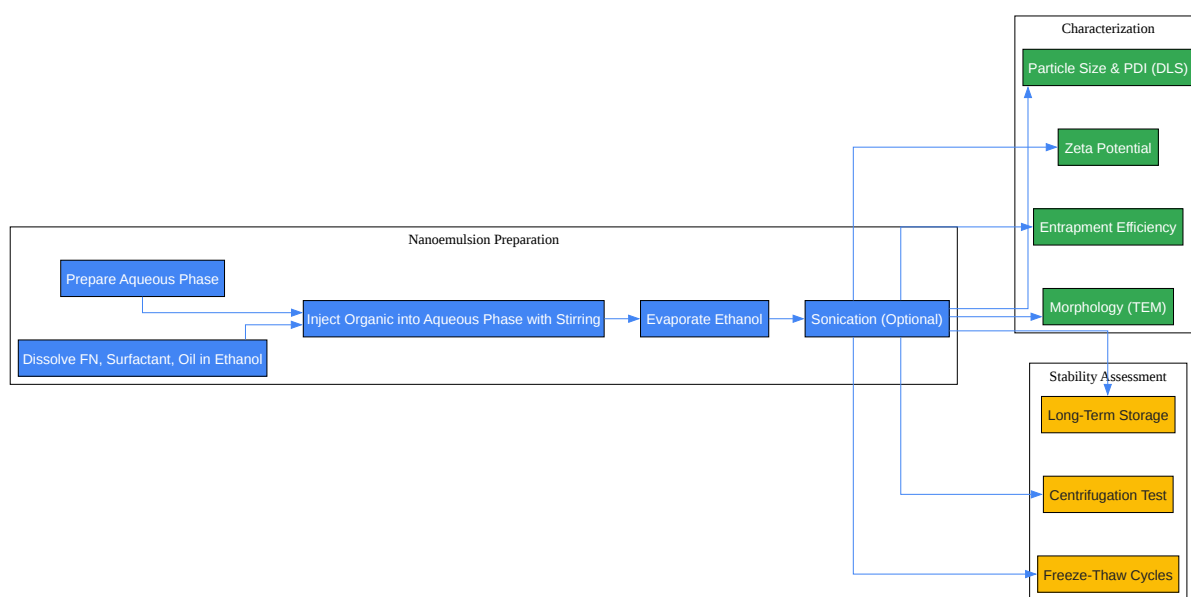 Characterization
Particle Size & PDI (DLS)
Zeta Potential
Entrapment Efficiency
Morphology (TEM)
Nanoemulsion Preparation
Prepare Aqueous Phase
Dissolve FN, Surfactant, Oil in Ethanol
Inject Organic into Aqueous Phase with Stirring
Evaporate Ethanol
Sonication (Optional)
Stability Assessment
Long-Term Storage
Centrifugation Test
Freeze-Thaw Cycles